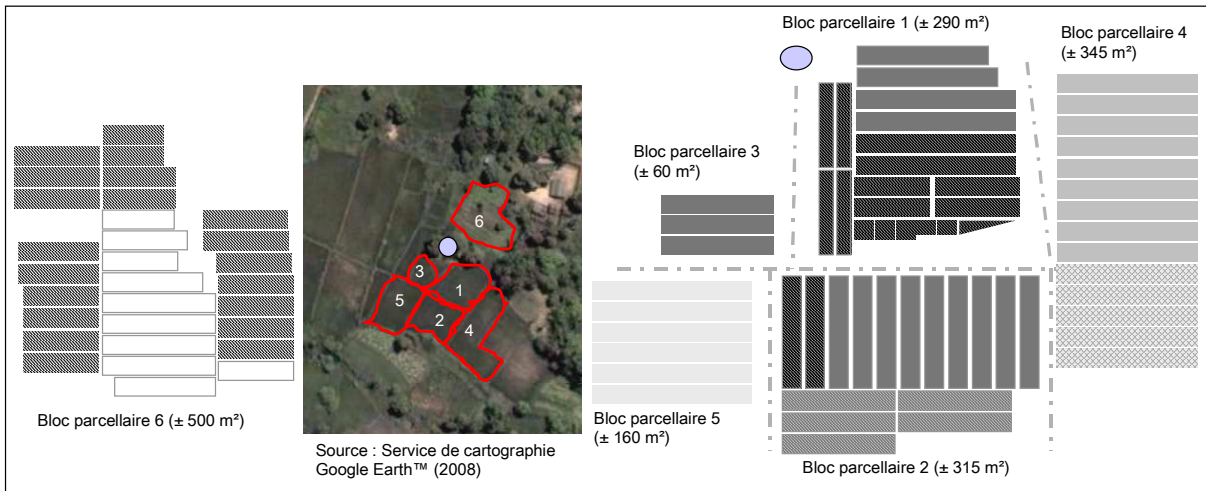 Bloc parcellaire 1 (± 290 m²)
Bloc parcellaire 4
(± 345 m²)
Bloc parcellaire 3
(± 60 m²)
6
3
1
5
2
4
Bloc parcellaire 6 (± 500 m²)
Source : Service de cartographie
Google Earth™ (2008)
Bloc parcellaire 5
(± 160 m²)
Bloc parcellaire 2 (± 315 m²)